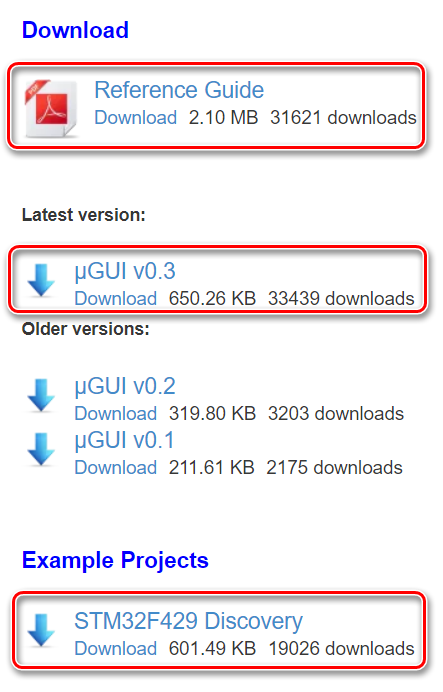 Download
PDF
Reference Guide
Download 2.10 MB 31621 downloads
Latest version:
µGUI v0.3
Download 650.26 KB 33439 downloads
Older versions:
µGUI v0.2
Download 319.80 KB 3203 downloads
µGUI v0.1
Download 211.61 KB 2175 downloads
Example Projects
STM32F429 Discovery
Download 601.49 KB 19026 downloads